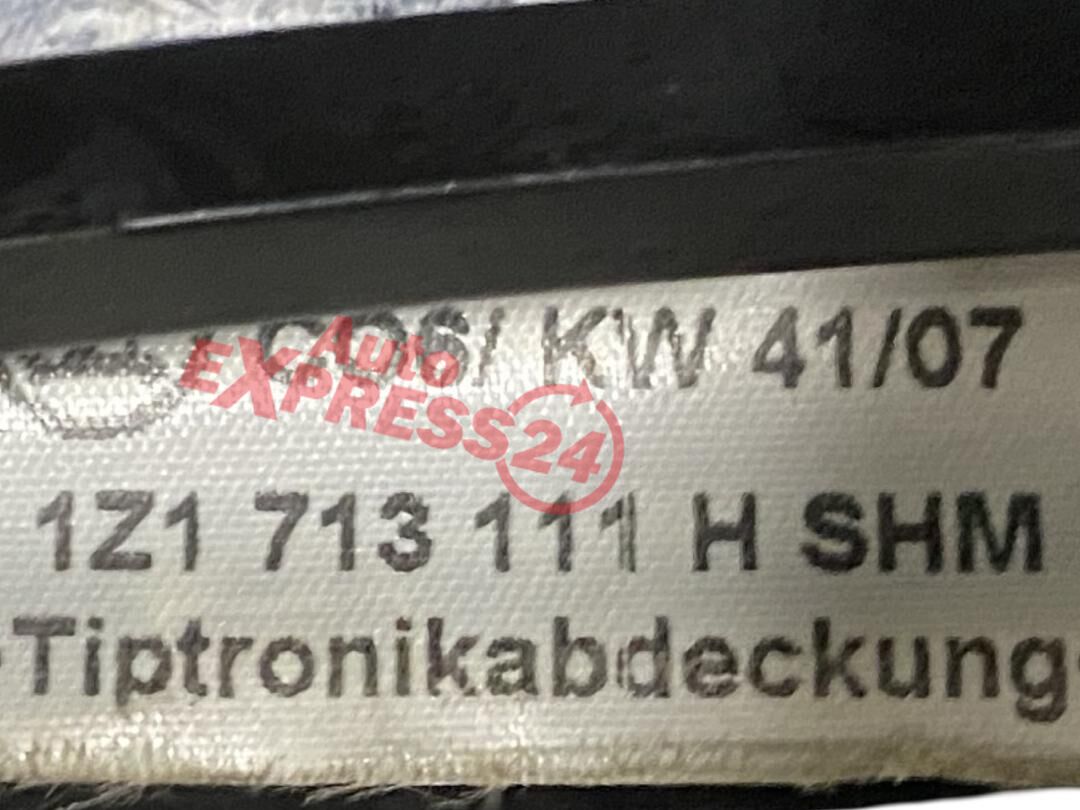 KW 41/07
Auto
EXPRESS24
1Z1 713 111 H SHM
Tiptronikabdeckung